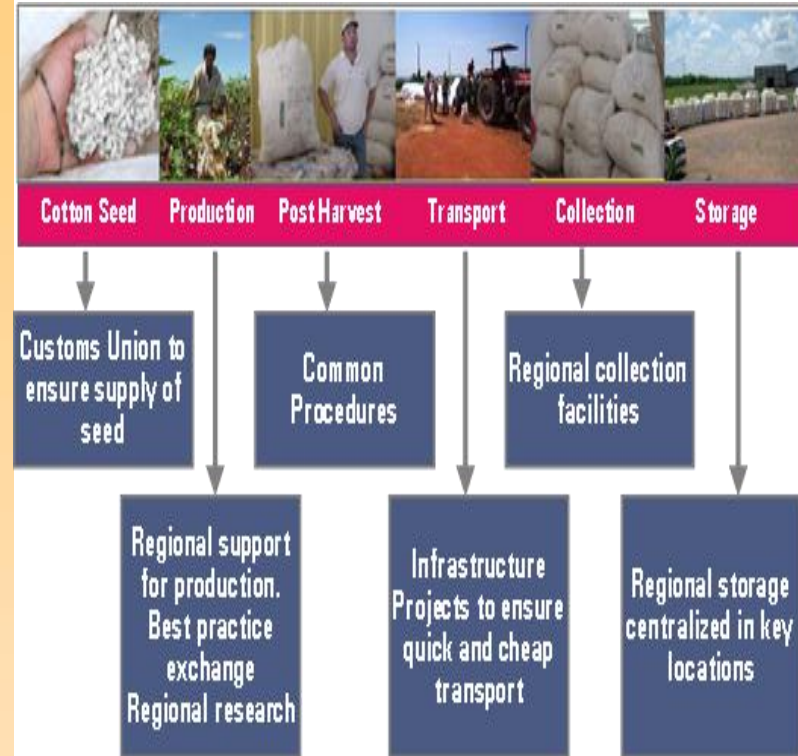 Cotton Seed Production Post Harvest Transport Collection Storage
Customs Union to
ensure supply of
seed
Common
Procedures
Regional collection
facilities
Regional support
for production.
Best practice
exchange
Regional research
Infrastructure
Projects to ensure
quick and cheap
transport
Regional storage
centralized in key
locations